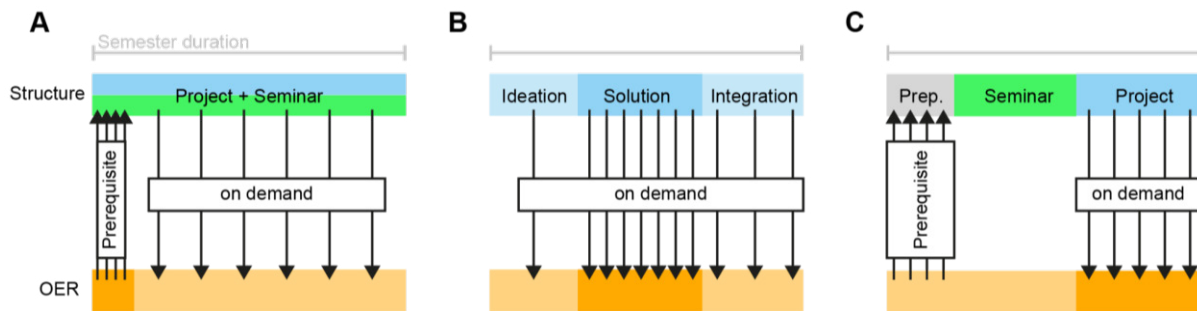 A
B
C
Semester duration
Structure
Project + Seminar
Ideation
Solution
Integration
Prep.
Seminar
Project
Prerequisite
on demand
on demand
Prerequisite
on demand
OER